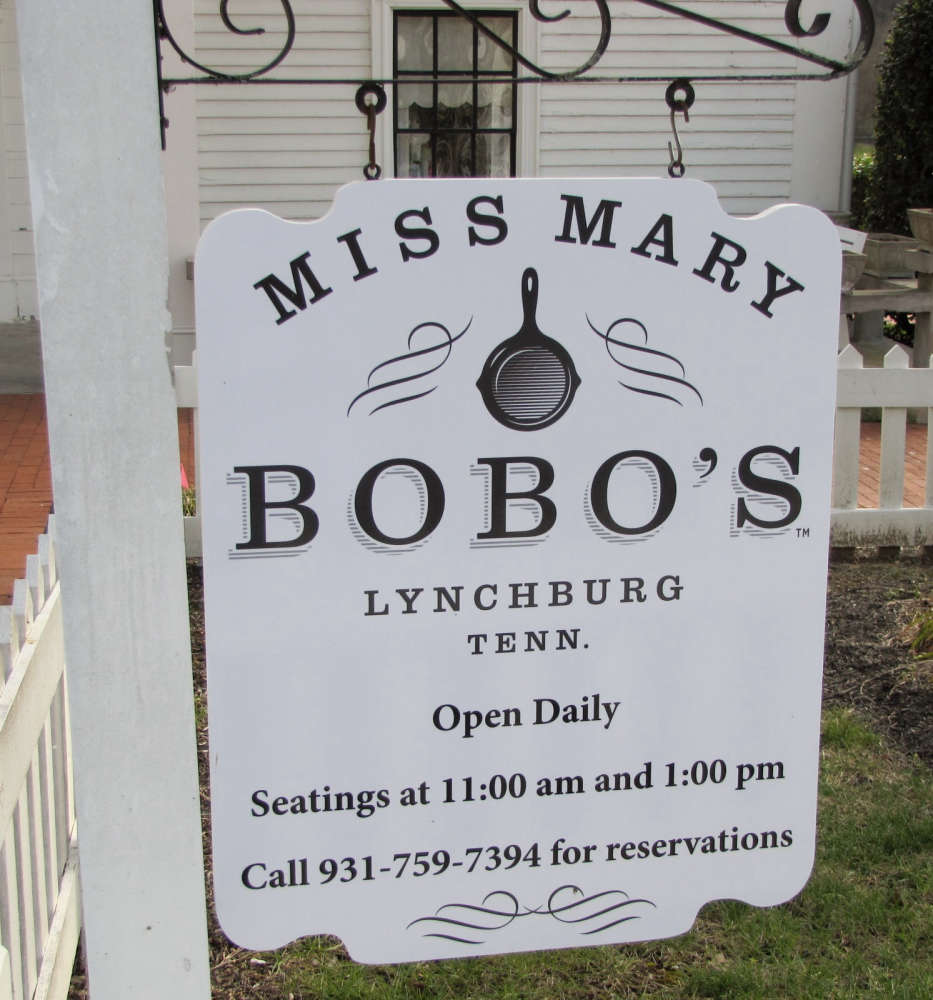 MISS MARY
BOBO'S™
LYNCHBURG
TENN.
Open Daily
Seatings at 11:00 am and 1:00 pm
Call 931-759-7394 for reservations